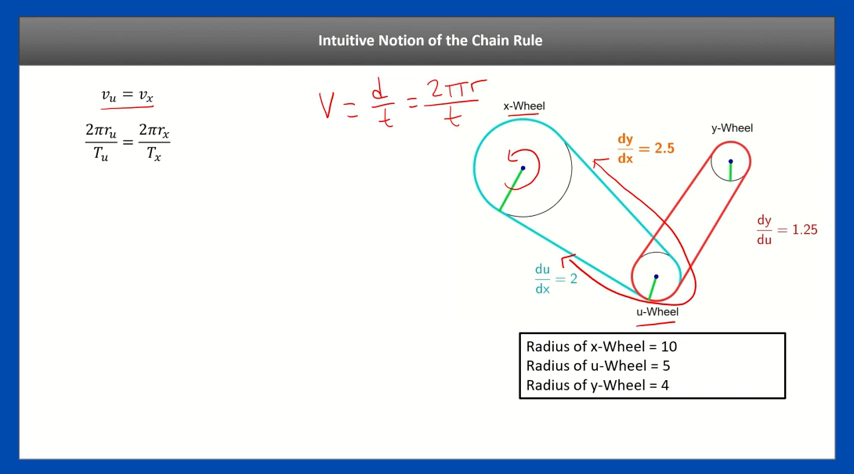 Intuitive Notion of the Chain Rule
v_u = v_x
2πr_u / T_u = 2πr_x / T_x
V = d/t = 2πr/t
x-Wheel
y-Wheel
dy/dx = 2.5
dy/du = 1.25
du/dx = 2
u-Wheel
Radius of x-Wheel = 10
Radius of u-Wheel = 5
Radius of y-Wheel = 4